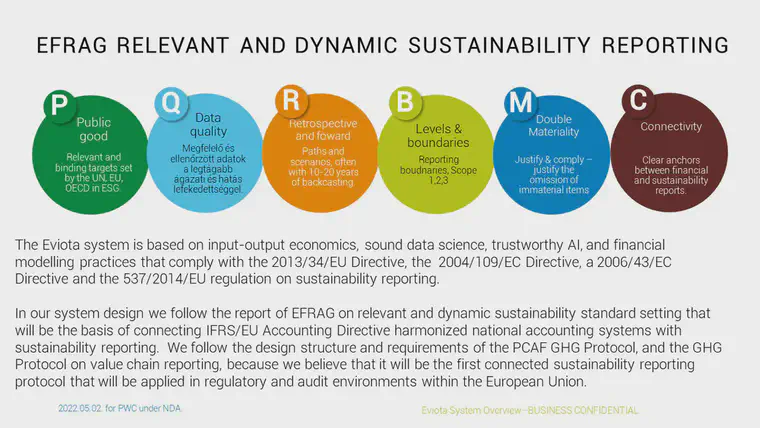 EFRAG RELEVANT AND DYNAMIC SUSTAINABILITY REPORTING
P
Public
good
Relevant and
binding targets set
by the UN, EU,
OECD in ESG.
Q
Data
quality
Megfelelő és
ellenőrzött adatok
a legtágabb
ágazati és hatás
lefekedettséggel.
R
Retrospective
and foward
Paths and
scenarios, often
with 10-20 years
of backcasting.
B
Levels &
boundaries
Reporting
boudnaries, Scope
1,2,3
M
Double
Materiality
Justify & comply –
justify the
omission of
immaterial items
C
Connectivity
Clear anchors
between financial
and sustainability
reports.
The Eviota system is based on input-output economics, sound data science, trustworthy AI, and financial
modelling practices that comply with the 2013/34/EU Directive, the 2004/109/EC Directive, a 2006/43/EC
Directive and the 537/2014/EU regulation on sustainability reporting.
In our system design we follow the report of EFRAG on relevant and dynamic sustainability standard setting that
will be the basis of connecting IFRS/EU Accounting Directive harmonized national accounting systems with
sustainability reporting. We follow the design structure and requirements of the PCAF GHG Protocol, and the GHG
Protocol on value chain reporting, because we believe that it will be the first connected sustainability reporting
protocol that will be applied in regulatory and audit environments within the European Union.
2022.05.02. for PWC under NDA.
Eviota System Overview–BUSINESS CONFIDENTIAL